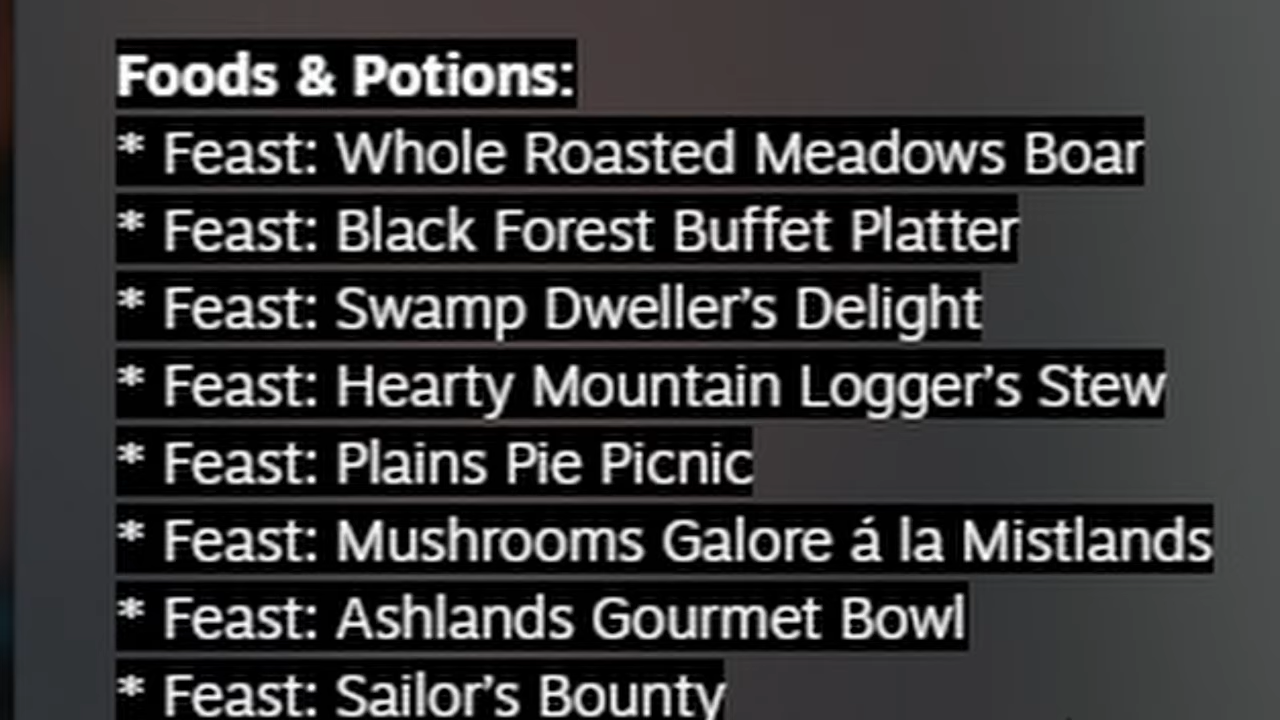 Foods & Potions:
* Feast: Whole Roasted Meadows Boar
* Feast: Black Forest Buffet Platter
* Feast: Swamp Dweller’s Delight
* Feast: Hearty Mountain Logger’s Stew
* Feast: Plains Pie Picnic
* Feast: Mushrooms Galore á la Mistlands
* Feast: Ashlands Gourmet Bowl
* Feast: Sailor’s Bounty